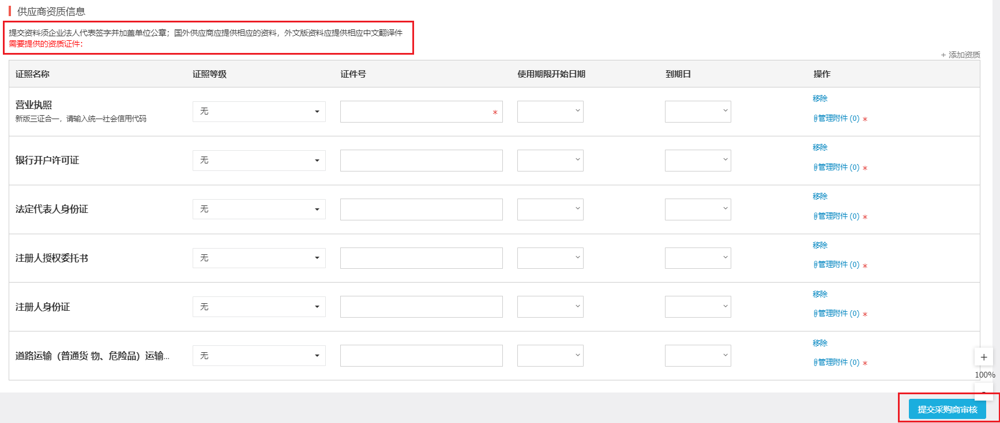 供应商资质信息
提交资料须企业法人代表签字并加盖单位公章；国外供应商应提供相应的资料，外文版资料应提供相应中文翻译件
需要提供的资质证件：
+ 添加资质
证照名称 证照等级 证件号 使用期限开始日期 到期日 操作
营业执照
新版三证合一，请输入统一社会信用代码
无
*
移除
管理附件 (0) *
银行开户许可证
无
移除
管理附件 (0) *
法定代表人身份证
无
移除
管理附件 (0) *
注册人授权委托书
无
移除
管理附件 (0) *
注册人身份证
无
移除
管理附件 (0) *
道路运输（普通货 物、危险品）运输...
无
移除
管理附件 (0) *
+
100%
-
提交采购商审核